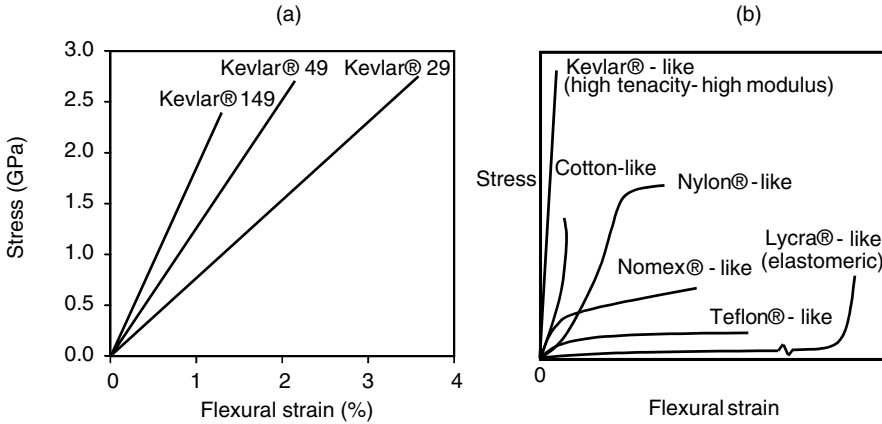 (a)
3.0
2.5
2.0
1.5
1.0
0.5
0.0
Stress (GPa)
Kevlar® 149
Kevlar® 49
Kevlar® 29
0
1
2
3
4
Flexural strain (%)
(b)
Kevlar® - like
(high tenacity- high modulus)
Stress
Cotton-like
Nylon® - like
Lycra® - like
(elastomeric)
Nomex® - like
Teflon® - like
0
Flexural strain